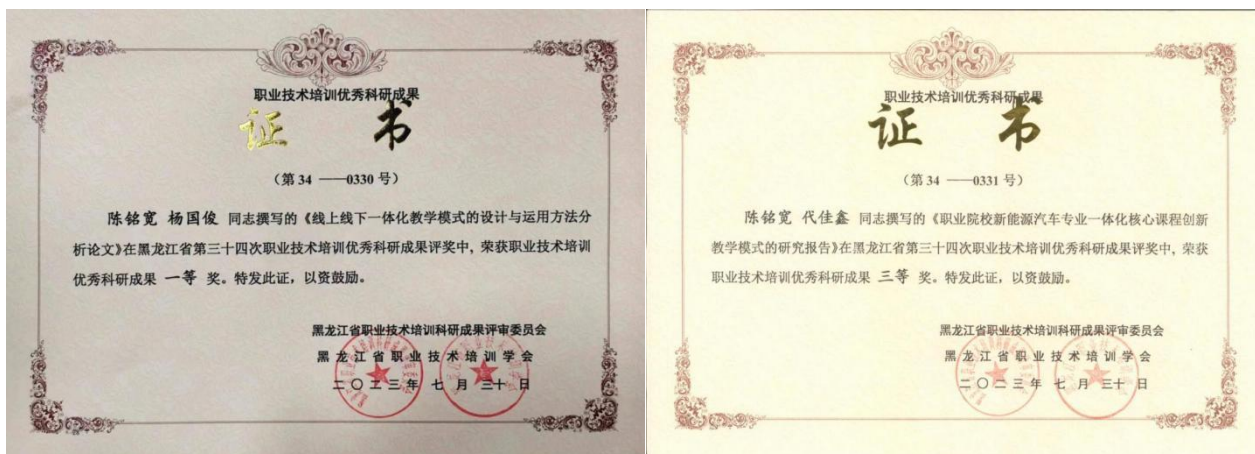 职业技术培训优秀科研成果
证 书
（第 34 ——0330 号）
陈铭宽 杨国俊 同志撰写的《线上线下一体化教学模式的设计与运用方法分
析论文》在黑龙江省第三十四次职业技术培训优秀科研成果评奖中，荣获职业技术培训
优秀科研成果 一等 奖。特发此证，以资鼓励。
黑龙江省职业技术培训科研成果评审委员会
黑龙江省职业技术培训学会
二〇二三年 七 月 三十 日
职业技术培训优秀科研成果
证 书
（第 34 ——0331 号）
陈铭宽 代佳鑫 同志撰写的《职业院校新能源汽车专业一体化核心课程创新
教学模式的研究报告》在黑龙江省第三十四次职业技术培训优秀科研成果评奖中，荣获
职业技术培训优秀科研成果 三等 奖。特发此证，以资鼓励。
黑龙江省职业技术培训科研成果评审委员会
黑龙江省职业技术培训学会
二〇二三年 七 月 三十 日